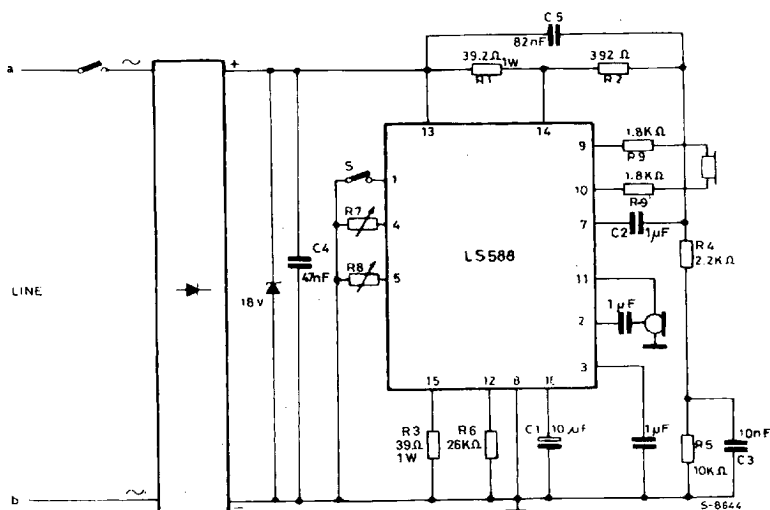 C5
82nF
a
~
+
39.2Ω
1W
R1
392 Ω
R2
13
14
9
1.8KΩ
R9
10
1.8KΩ
R9
S
1
R7
4
R8
5
7
C2
1µF
R4
2.2KΩ
C4
47nF
LS588
LINE
18V
11
1µF
2
3
15
12
8
16
R3
39Ω
1W
R6
26KΩ
C1
10µF
1µF
R5
10KΩ
10nF
C3
b
~
−
S-8644